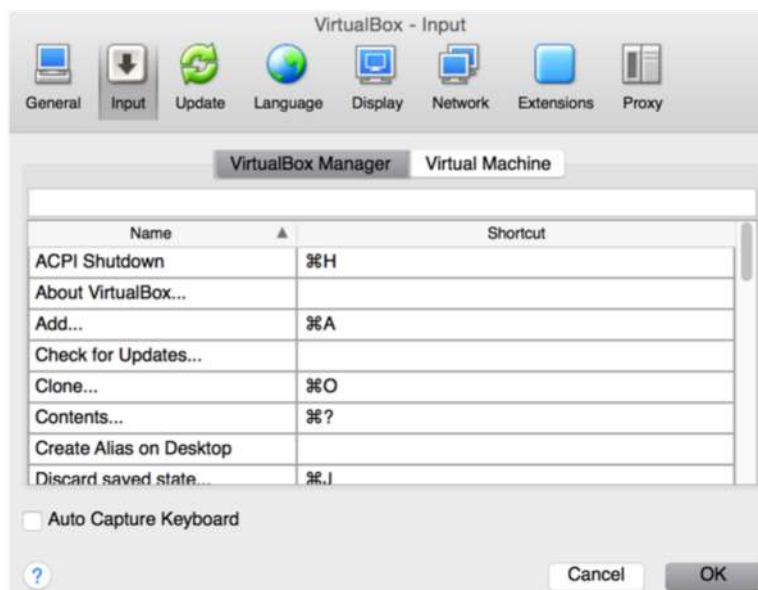 VirtualBox - Input
General Input Update Language Display Network Extensions Proxy
VirtualBox Manager Virtual Machine
Name Shortcut
ACPI Shutdown ⌘H
About VirtualBox...
Add... ⌘A
Check for Updates...
Clone... ⌘O
Contents... ⌘?
Create Alias on Desktop
Discard saved state... ⌘J
Auto Capture Keyboard
? Cancel OK